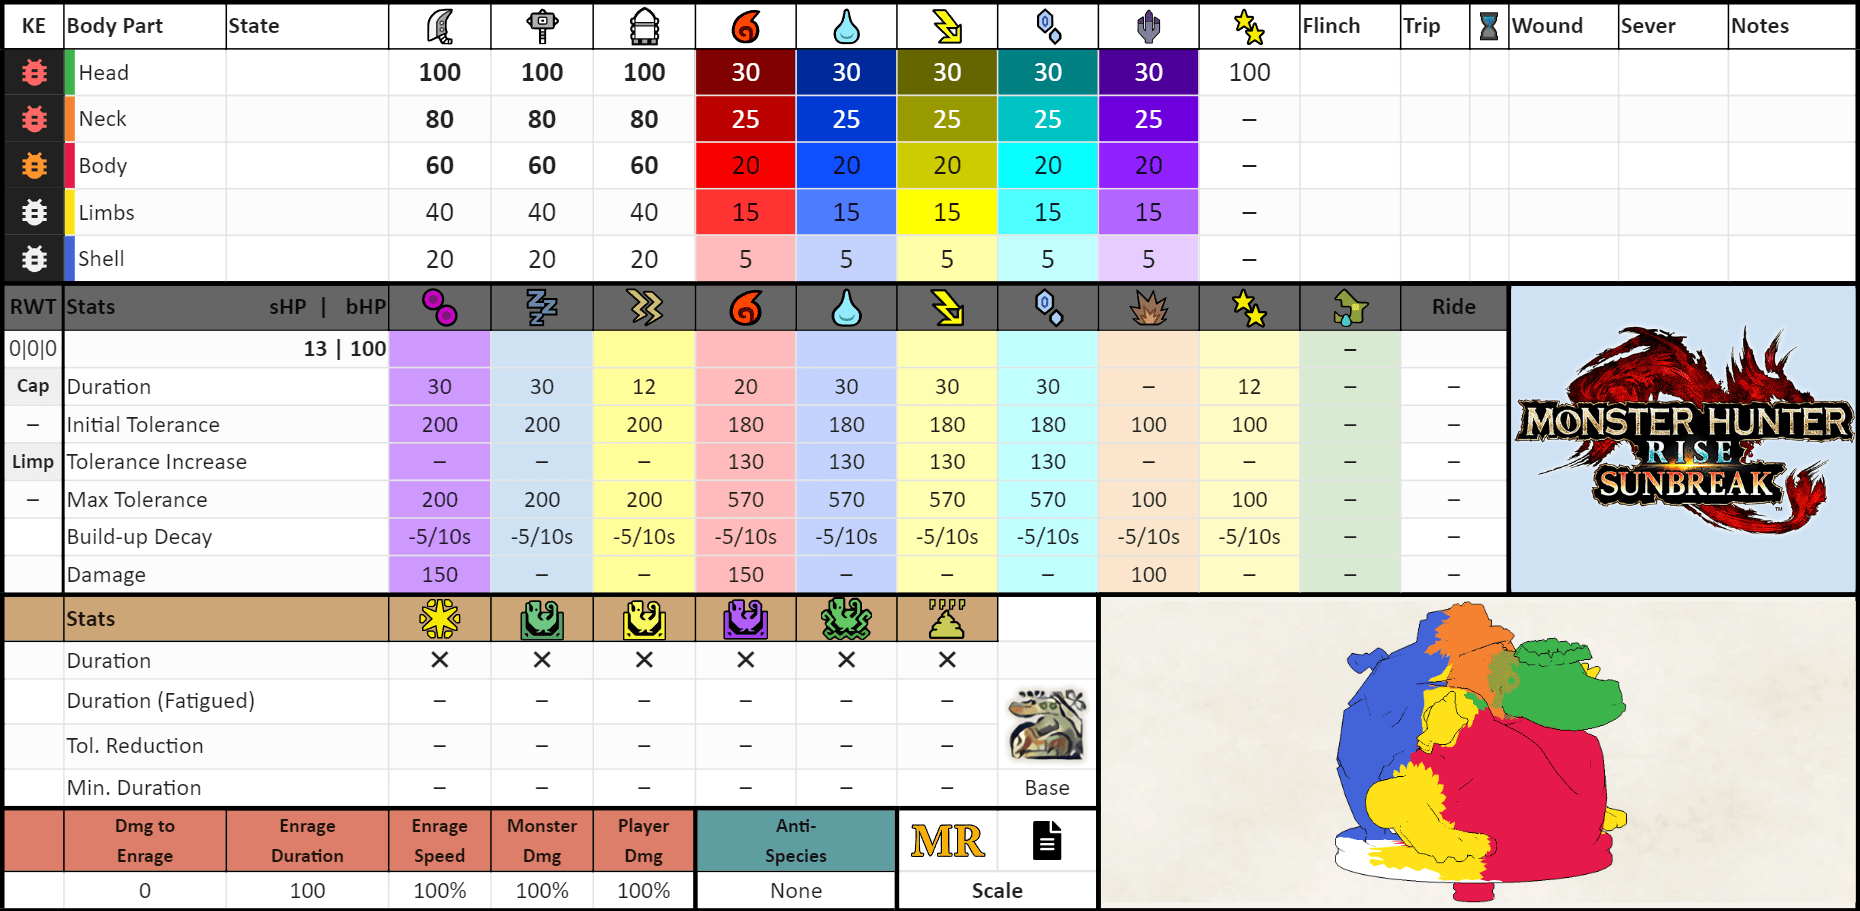 KE Body Part State Flinch Trip Wound Sever Notes
Head 100 100 100 30 30 30 30 30 100
Neck 80 80 80 25 25 25 25 25 –
Body 60 60 60 20 20 20 20 20 –
Limbs 40 40 40 15 15 15 15 15 –
Shell 20 20 20 5 5 5 5 5 –
RWT Stats sHP | bHP Ride
0|0|0 13 | 100 –
Cap Duration 30 30 12 20 30 30 30 – 12 – –
– Initial Tolerance 200 200 200 180 180 180 180 100 100 – –
Limp Tolerance Increase – – – 130 130 130 130 – – – –
– Max Tolerance 200 200 200 570 570 570 570 100 100 – –
Build-up Decay -5/10s -5/10s -5/10s -5/10s -5/10s -5/10s -5/10s -5/10s -5/10s – –
Damage 150 – – 150 – – – 100 – – –
MONSTER HUNTER
RISE
SUNBREAK
TM
Stats
Duration × × × × × ×
Duration (Fatigued) – – – – – –
Tol. Reduction – – – – – –
Min. Duration – – – – – – Base
Dmg to Enrage Enrage Monster Player Anti-
Enrage Duration Speed Dmg Dmg Species
MR
0 100 100% 100% 100% None Scale